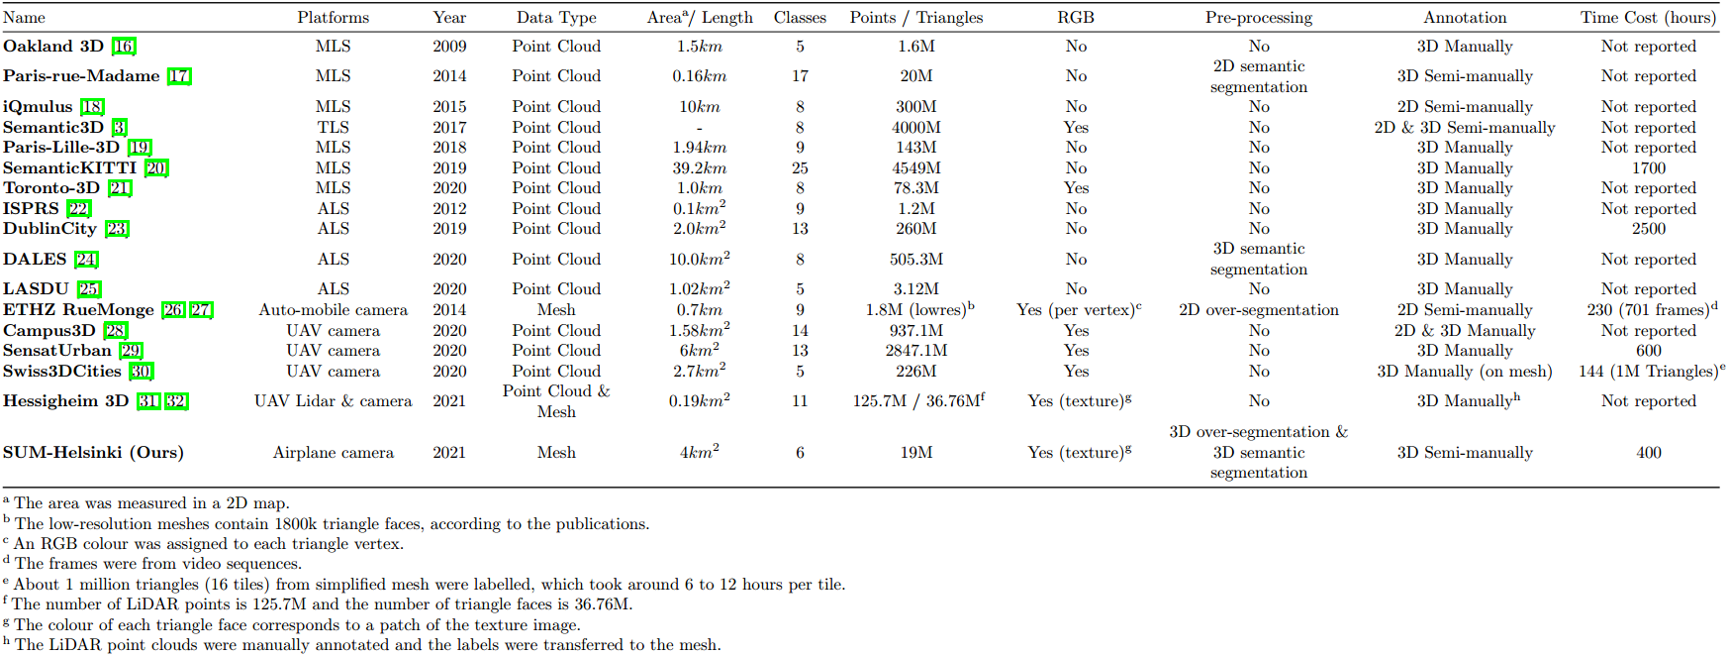 Name Platforms Year Data Type Areaᵃ/ Length Classes Points / Triangles RGB Pre-processing Annotation Time Cost (hours)
Oakland 3D [16] MLS 2009 Point Cloud 1.5km 5 1.6M No No 3D Manually Not reported
Paris-rue-Madame [17] MLS 2014 Point Cloud 0.16km 17 20M No 2D semantic segmentation 3D Semi-manually Not reported
iQmulus [18] MLS 2015 Point Cloud 10km 8 300M No No 2D Semi-manually Not reported
Semantic3D [3] TLS 2017 Point Cloud - 8 4000M Yes No 2D & 3D Semi-manually Not reported
Paris-Lille-3D [19] MLS 2018 Point Cloud 1.94km 9 143M No No 3D Manually Not reported
SemanticKITTI [20] MLS 2019 Point Cloud 39.2km 25 4549M No No 3D Manually 1700
Toronto-3D [21] MLS 2020 Point Cloud 1.0km 8 78.3M Yes No 3D Manually Not reported
ISPRS [22] ALS 2012 Point Cloud 0.1km² 9 1.2M No No 3D Manually Not reported
DublinCity [23] ALS 2019 Point Cloud 2.0km² 13 260M No No 3D Manually 2500
DALES [24] ALS 2020 Point Cloud 10.0km² 8 505.3M No 3D semantic segmentation 3D Manually Not reported
LASDU [25] ALS 2020 Point Cloud 1.02km² 5 3.12M No No 3D Manually Not reported
ETHZ RueMonge [26] [27] Auto-mobile camera 2014 Mesh 0.7km 9 1.8M (lowres)ᵇ Yes (per vertex)ᶜ 2D over-segmentation 2D Semi-manually 230 (701 frames)ᵈ
Campus3D [28] UAV camera 2020 Point Cloud 1.58km² 14 937.1M Yes No 2D & 3D Manually Not reported
SensatUrban [29] UAV camera 2020 Point Cloud 6km² 13 2847.1M Yes No 3D Manually 600
Swiss3DCities [30] UAV camera 2020 Point Cloud 2.7km² 5 226M Yes No 3D Manually (on mesh) 144 (1M Triangles)ᵉ
Hessigheim 3D [31] [32] UAV Lidar & camera 2021 Point Cloud & Mesh 0.19km² 11 125.7M / 36.76Mᶠ Yes (texture)ᵍ No 3D Manuallyʰ Not reported
SUM-Helsinki (Ours) Airplane camera 2021 Mesh 4km² 6 19M Yes (texture)ᵍ 3D over-segmentation & 3D semantic segmentation 3D Semi-manually 400
ᵃ The area was measured in a 2D map.
ᵇ The low-resolution meshes contain 1800k triangle faces, according to the publications.
ᶜ An RGB colour was assigned to each triangle vertex.
ᵈ The frames were from video sequences.
ᵉ About 1 million triangles (16 tiles) from simplified mesh were labelled, which took around 6 to 12 hours per tile.
ᶠ The number of LiDAR points is 125.7M and the number of triangle faces is 36.76M.
ᵍ The colour of each triangle face corresponds to a patch of the texture image.
ʰ The LiDAR point clouds were manually annotated and the labels were transferred to the mesh.